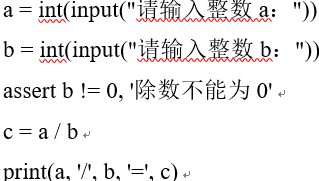 a = int(input("请输入整数 a："))
b = int(input("请输入整数 b："))
assert b != 0, '除数不能为 0'
c = a / b
print(a, '/', b, '=', c)